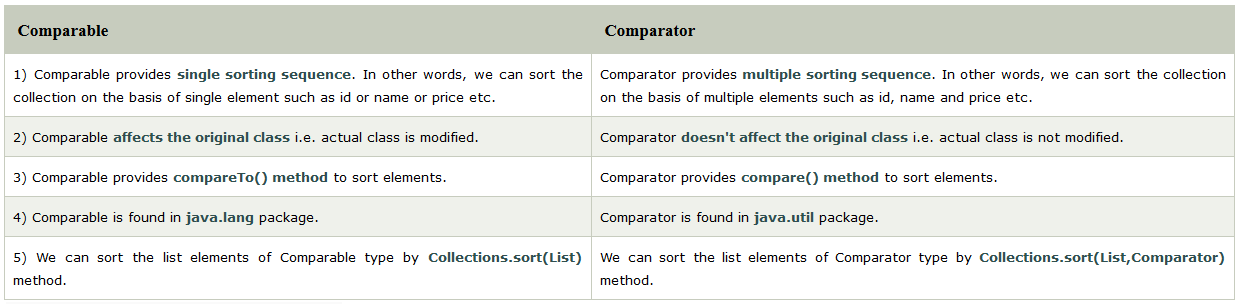 Comparable
Comparator
1) Comparable provides single sorting sequence. In other words, we can sort the
collection on the basis of single element such as id or name or price etc.
Comparator provides multiple sorting sequence. In other words, we can sort the collection
on the basis of multiple elements such as id, name and price etc.
2) Comparable affects the original class i.e. actual class is modified.
Comparator doesn't affect the original class i.e. actual class is not modified.
3) Comparable provides compareTo() method to sort elements.
Comparator provides compare() method to sort elements.
4) Comparable is found in java.lang package.
Comparator is found in java.util package.
5) We can sort the list elements of Comparable type by Collections.sort(List)
method.
We can sort the list elements of Comparator type by Collections.sort(List,Comparator)
method.